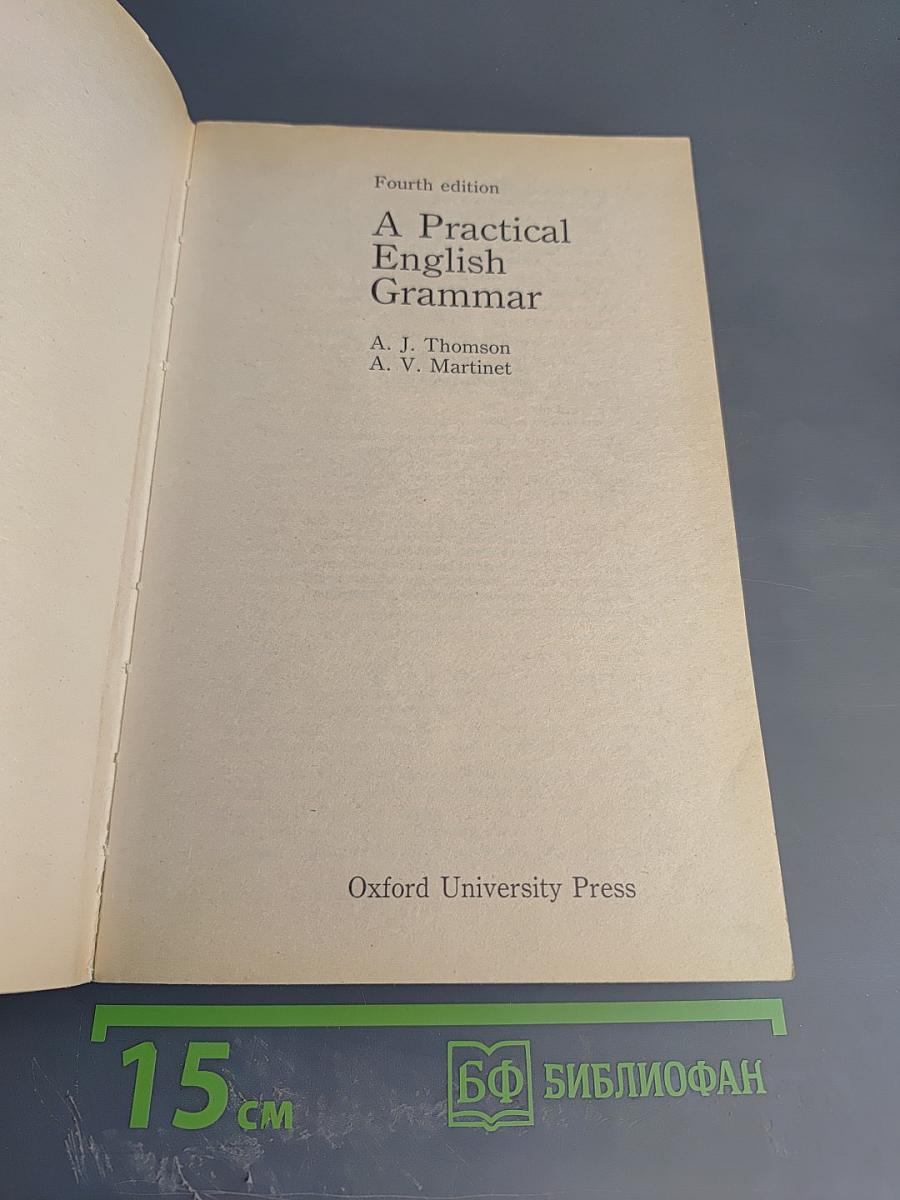 Fourth edition
A Practical
English
Grammar
A. J. Thomson
A. V. Martinet
Oxford University Press
15 см
БФ БИБЛИОФАН